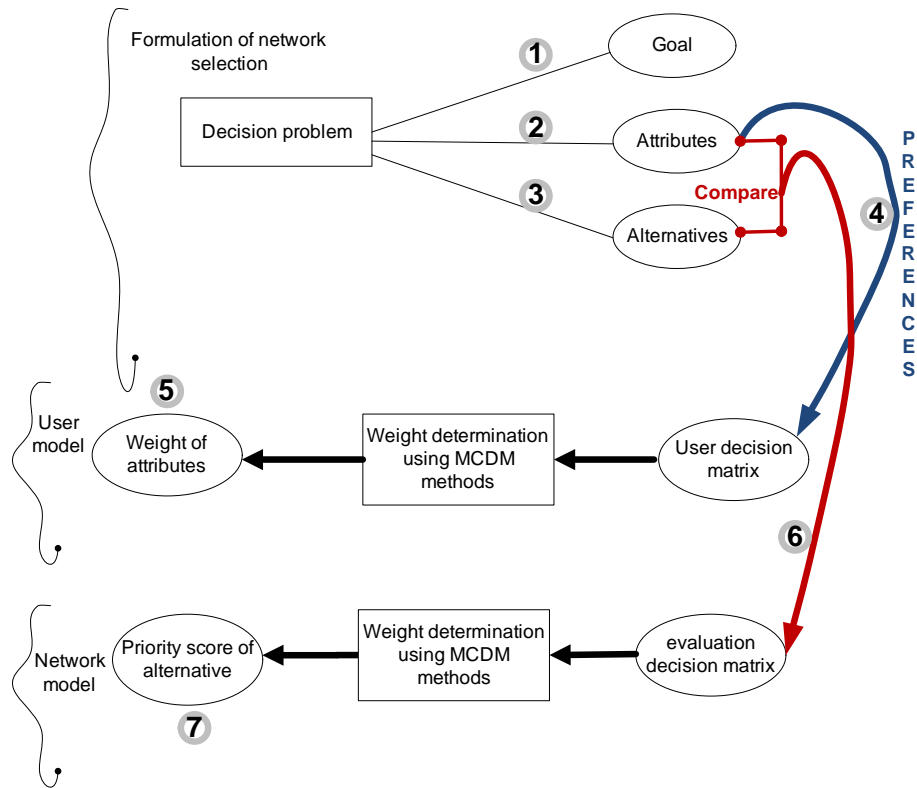 Formulation of network
selection
1
Goal
Decision problem
2
Attributes
3
Compare
Alternatives
4
PREFERENCES
5
User
model
Weight of
attributes
Weight determination
using MCDM
methods
User decision
matrix
6
Network
model
Priority score of
alternative
Weight determination
using MCDM
methods
evaluation
decision matrix
7